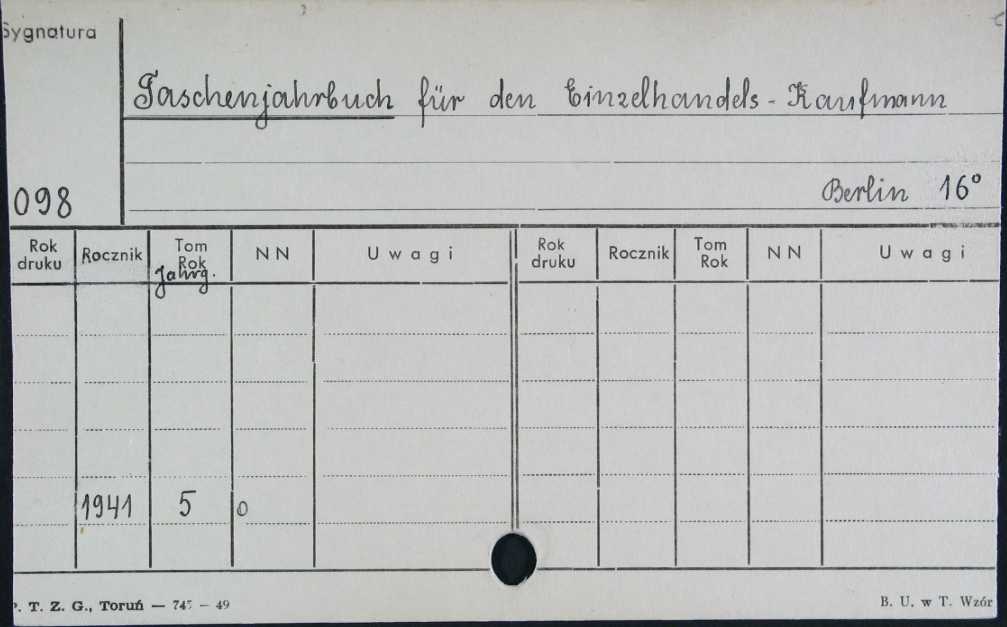 Sygnatura
Taschenjahrbuch für den Einzelhandels-Kaufmann
098
Berlin 16°
Rok druku Rocznik Tom Rok Jahrg. NN Uwagi Rok druku Rocznik Tom Rok NN Uwagi
1941 5 0
P. T. Z. G., Toruń — 745 — 49 B. U. w T. Wzór